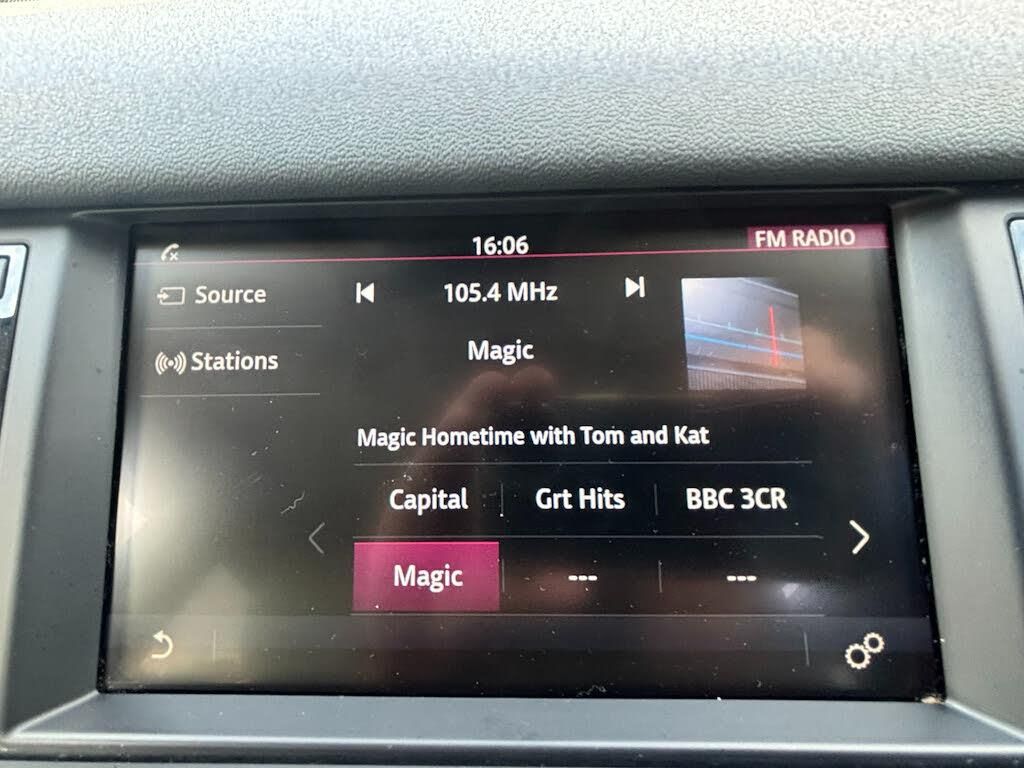 16:06 FM RADIO
Source
105.4 MHz
Magic
Stations
Magic Hometime with Tom and Kat
Capital Grt Hits BBC 3CR
Magic --- ---